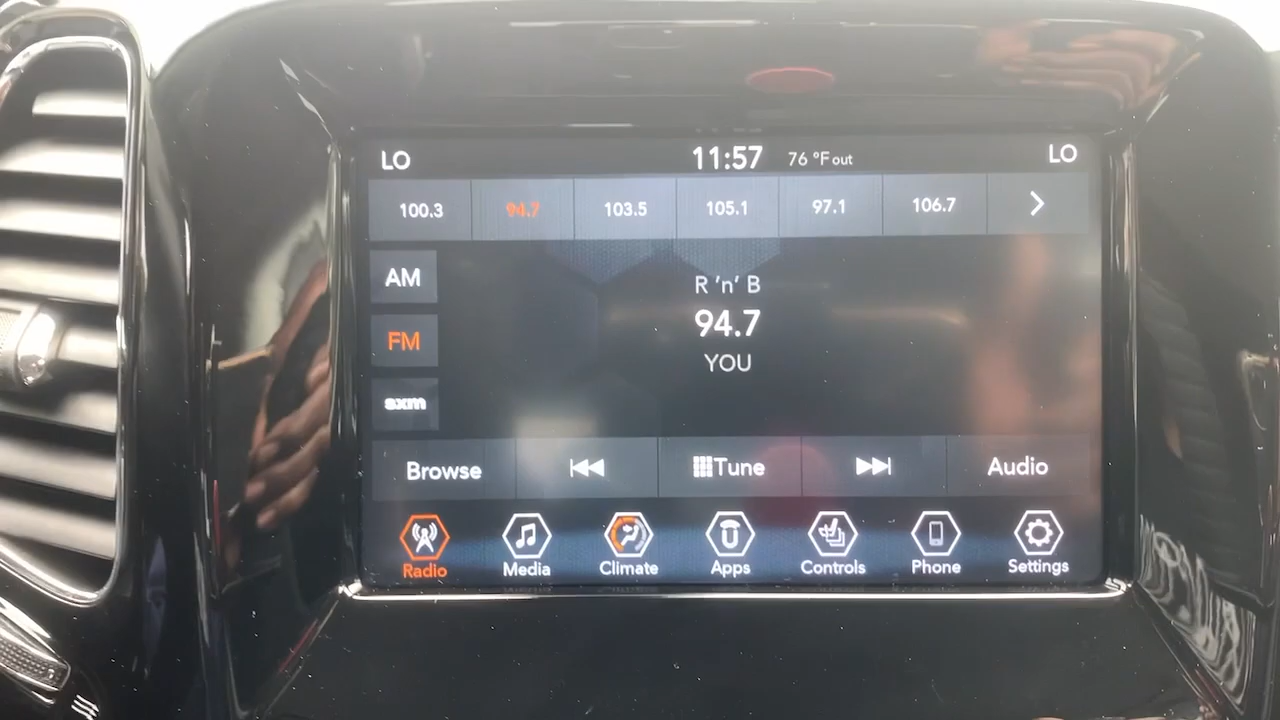 LO 11:57 76 °F out LO
100.3 94.7 103.5 105.1 97.1 106.7
AM
FM
sxm
R 'n' B
94.7
YOU
Browse Tune Audio
Radio Media Climate Apps Controls Phone Settings